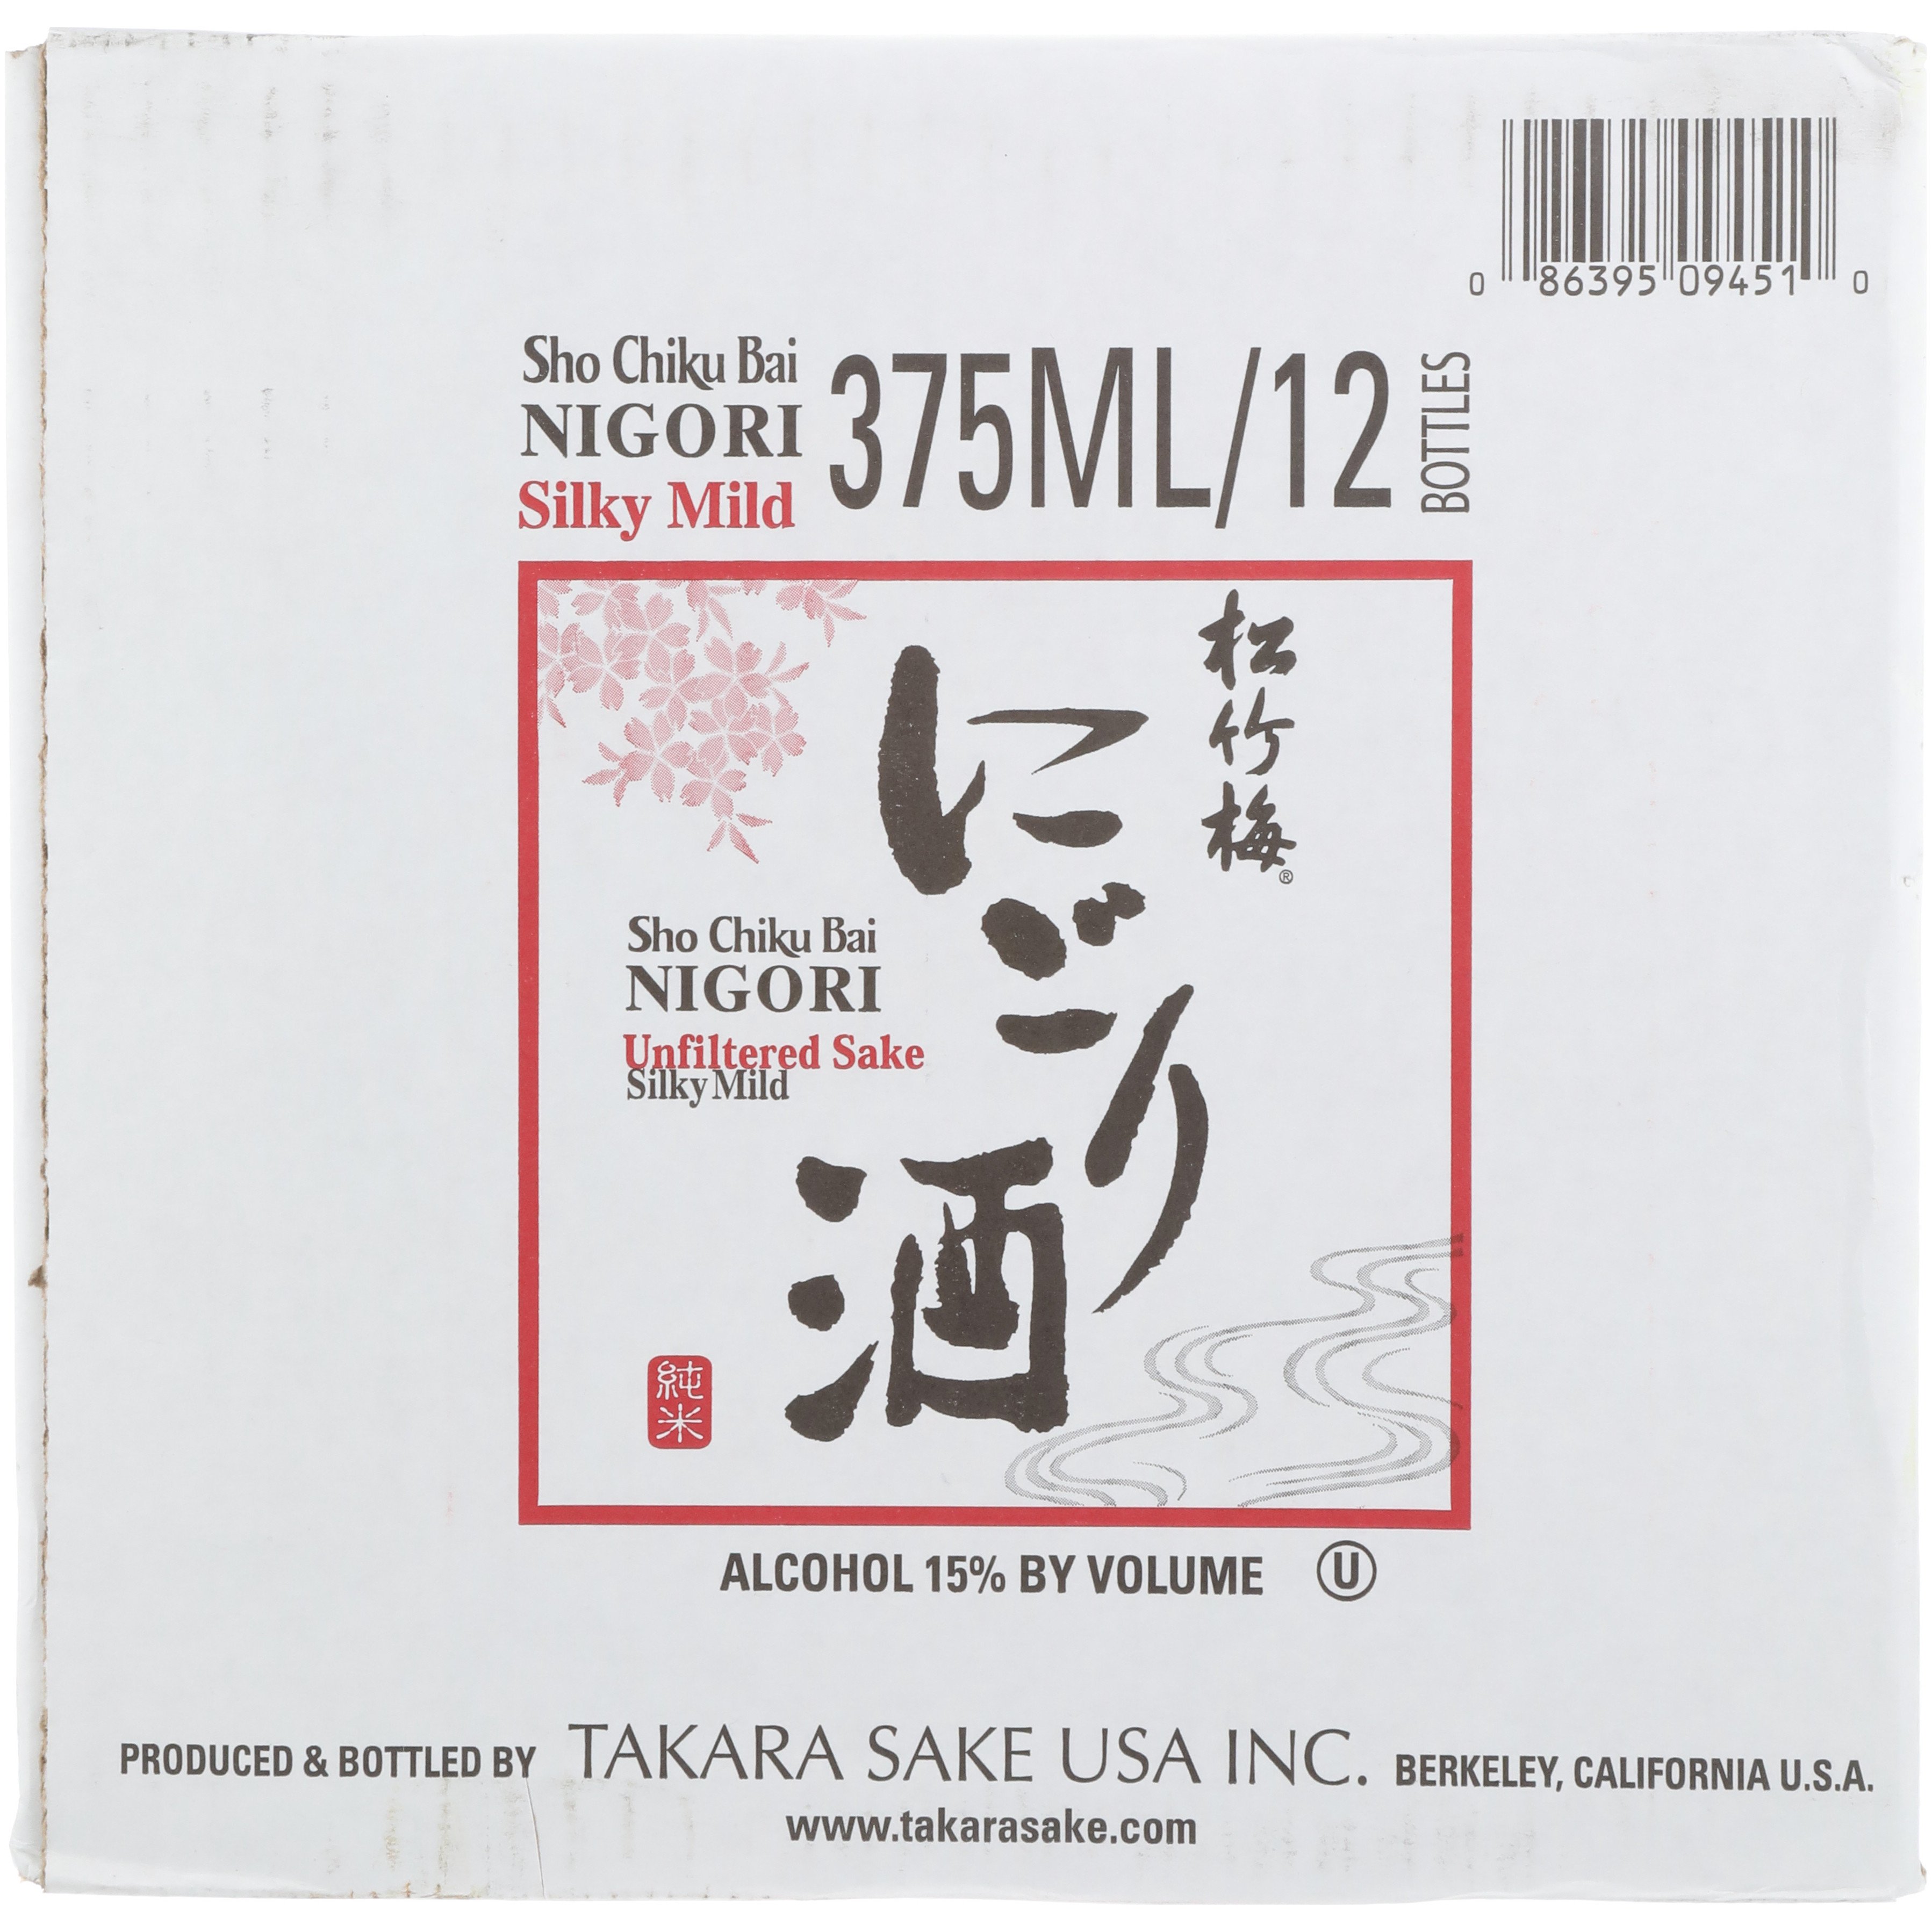 0 86395 09451 0
Sho Chiku Bai
NIGORI
Silky Mild
375ML/12
BOTTLES
松竹梅®
にごり酒
Sho Chiku Bai
NIGORI
Unfiltered Sake
Silky Mild
純米
ALCOHOL 15% BY VOLUME Ⓤ
PRODUCED & BOTTLED BY TAKARA SAKE USA INC. BERKELEY, CALIFORNIA U.S.A.
www.takarasake.com